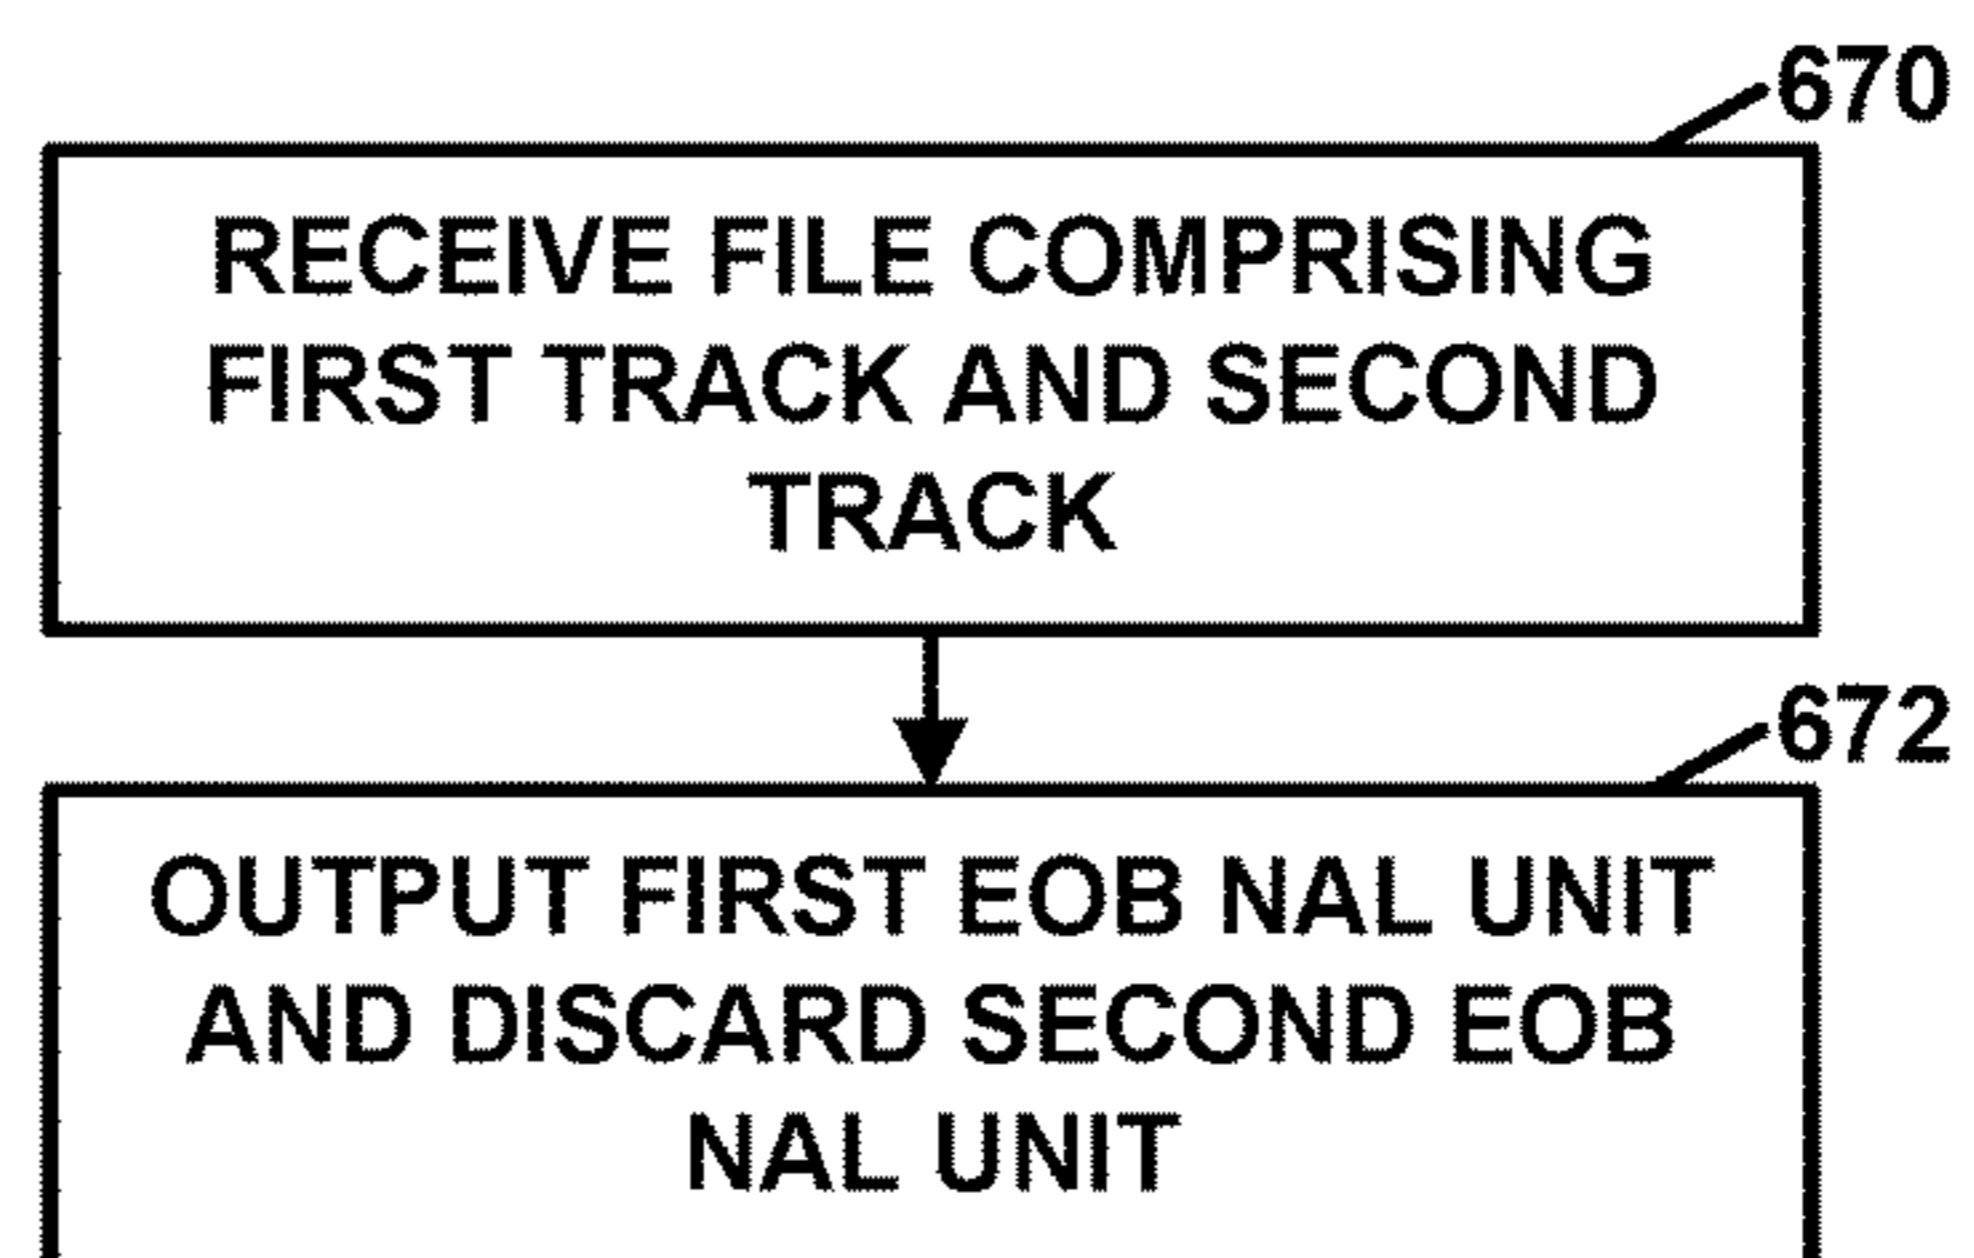 670
RECEIVE FILE COMPRISING
FIRST TRACK AND SECOND
TRACK
672
OUTPUT FIRST EOB NAL UNIT
AND DISCARD SECOND EOB
NAL UNIT